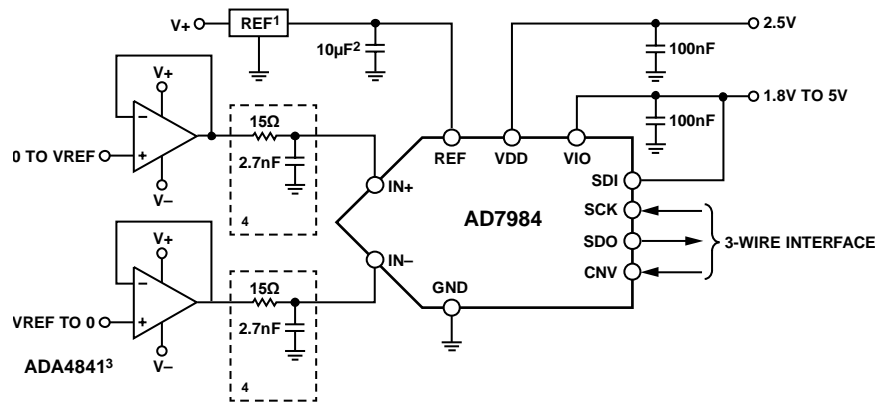 V+
REF1
10µF2
100nF
2.5V
V+
100nF
1.8V TO 5V
15Ω
–
+
0 TO VREF
2.7nF
V–
4
REF
VDD
VIO
IN+
SDI
AD7984
SCK
SDO
3-WIRE INTERFACE
CNV
V+
IN–
15Ω
GND
–
+
VREF TO 0
2.7nF
V–
ADA48413
4